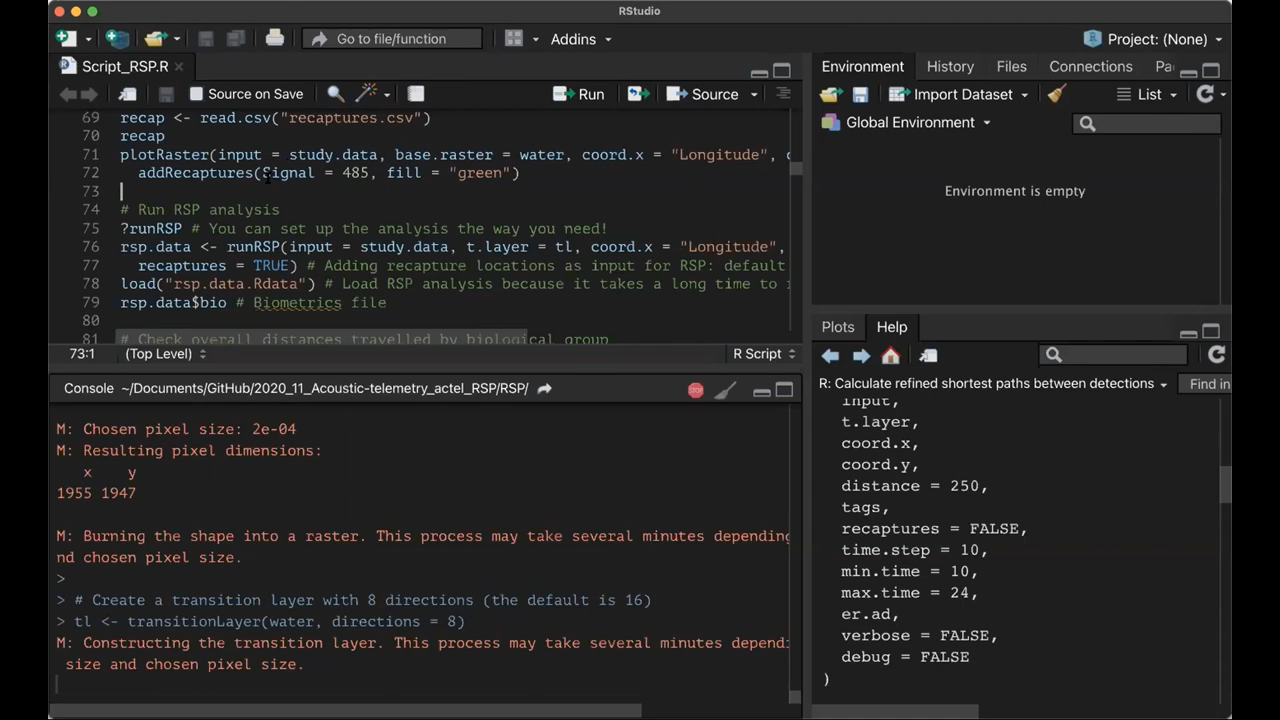 RStudio
Go to file/function
Addins
Project: (None)
Script_RSP.R
Source on Save
Run
Source
69 recap <- read.csv("recaptures.csv")
70 recap
71 plotRaster(input = study.data, base.raster = water, coord.x = "Longitude", c
72 addRecaptures(Signal = 485, fill = "green")
73
74 # Run RSP analysis
75 ?runRSP # You can set up the analysis the way you need!
76 rsp.data <- runRSP(input = study.data, t.layer = tl, coord.x = "Longitude",
77 recaptures = TRUE) # Adding recapture locations as input for RSP: default
78 load("rsp.data.Rdata") # Load RSP analysis because it takes a long time to r
79 rsp.data$bio # Biometrics file
80
81 # Check overall distances travelled by biological group
73:1
(Top Level)
R Script
Console ~/Documents/GitHub/2020_11_Acoustic-telemetry_actel_RSP/RSP/
M: Chosen pixel size: 2e-04
M: Resulting pixel dimensions:
x y
1955 1947
M: Burning the shape into a raster. This process may take several minutes depending
nd chosen pixel size.
>
> # Create a transition layer with 8 directions (the default is 16)
> tl <- transitionLayer(water, directions = 8)
M: Constructing the transition layer. This process may take several minutes dependi
size and chosen pixel size.
Environment
History
Files
Connections
Pa
Import Dataset
List
Global Environment
Environment is empty
Plots
Help
STOP
R: Calculate refined shortest paths between detections
Find in
input,
t.layer,
coord.x,
coord.y,
distance = 250,
tags,
recaptures = FALSE,
time.step = 10,
min.time = 10,
max.time = 24,
er.ad,
verbose = FALSE,
debug = FALSE
)